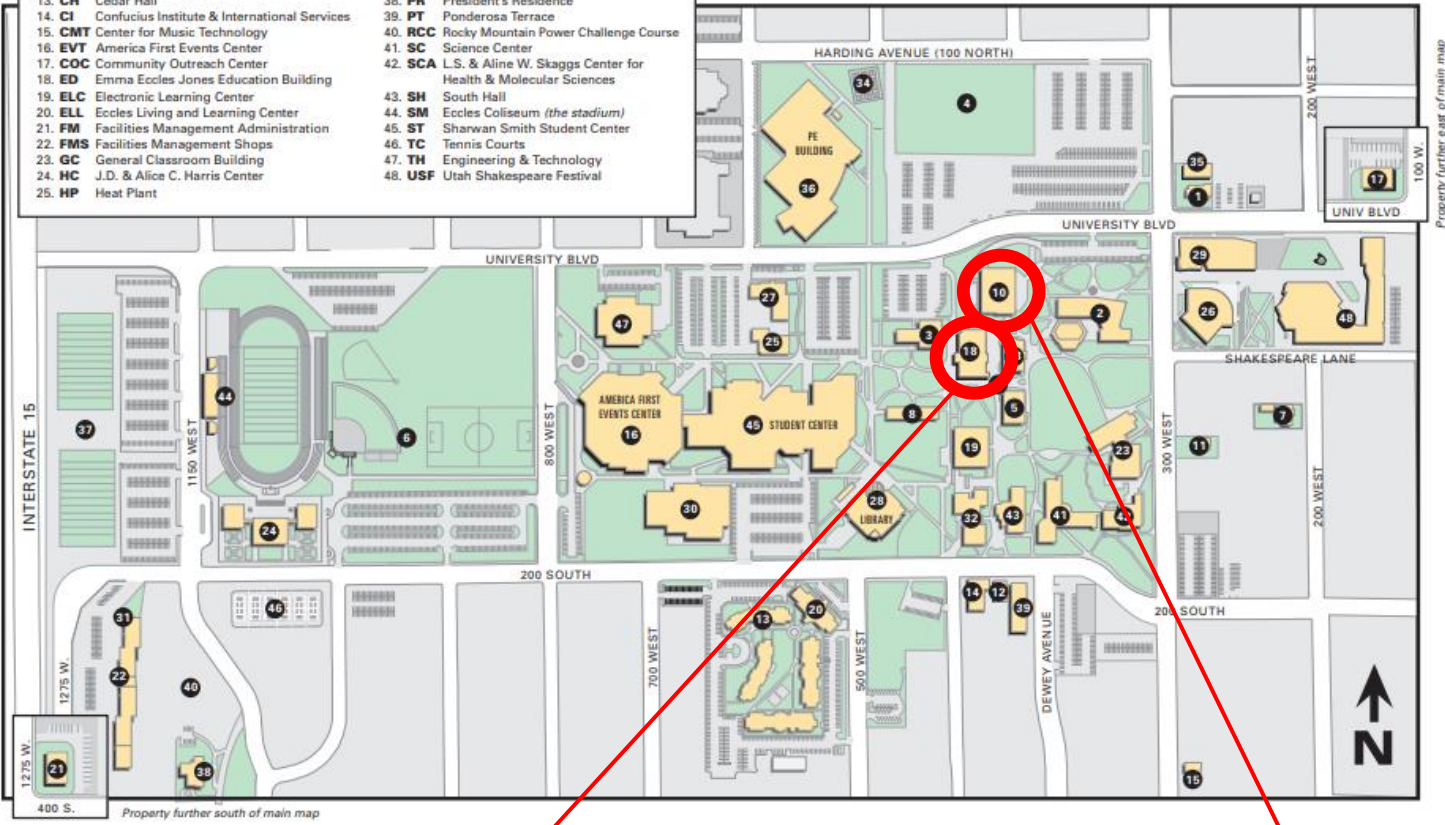 13. CH Cedar Hall
14. CI Confucius Institute & International Services
15. CMT Center for Music Technology
16. EVT America First Events Center
17. COC Community Outreach Center
18. ED Emma Eccles Jones Education Building
19. ELC Electronic Learning Center
20. ELL Eccles Living and Learning Center
21. FM Facilities Management Administration
22. FMS Facilities Management Shops
23. GC General Classroom Building
24. HC J.D. & Alice C. Harris Center
25. HP Heat Plant
38. PR President's Residence
39. PT Ponderosa Terrace
40. RCC Rocky Mountain Power Challenge Course
41. SC Science Center
42. SCA L.S. & Aline W. Skaggs Center for
Health & Molecular Sciences
43. SH South Hall
44. SM Eccles Coliseum (the stadium)
45. ST Sharwan Smith Student Center
46. TC Tennis Courts
47. TH Engineering & Technology
48. USF Utah Shakespeare Festival
HARDING AVENUE (100 NORTH)
34
4
200 WEST
Property further east of main map
PE
BUILDING
36
35
1
17
100 W.
UNIV BLVD
UNIVERSITY BLVD
UNIVERSITY BLVD
29
10
27
26
48
47
2
25
3
18
SHAKESPEARE LANE
INTERSTATE 15
37
1150 WEST
44
6
800 WEST
AMERICA FIRST
EVENTS CENTER
16
45 STUDENT CENTER
8
5
7
19
23
300 WEST
11
200 WEST
24
30
28
LIBRARY
32
43
41
200 SOUTH
46
14
12
39
200 SOUTH
31
13
20
700 WEST
500 WEST
DEWEY AVENUE
1275 W.
22
40
N
1275 W.
21
38
15
400 S.
Property further south of main map